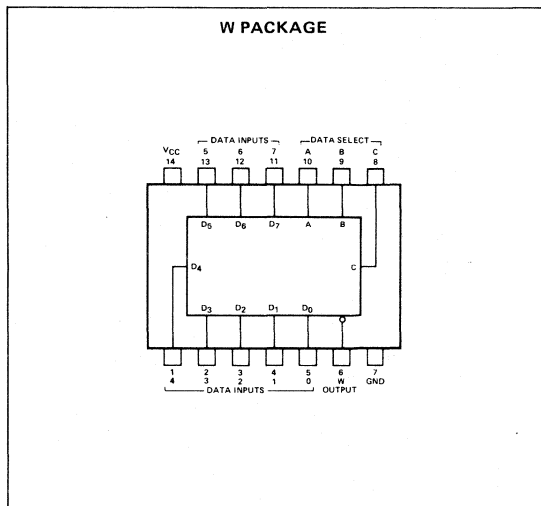 W PACKAGE
DATA INPUTS DATA SELECT
VCC 5 6 7 A B C
14 13 12 11 10 9 8
D5 D6 D7 A B
D4 C
D3 D2 D1 D0
1 2 3 4 5 6 7
4 3 2 1 0 W GND
DATA INPUTS OUTPUT